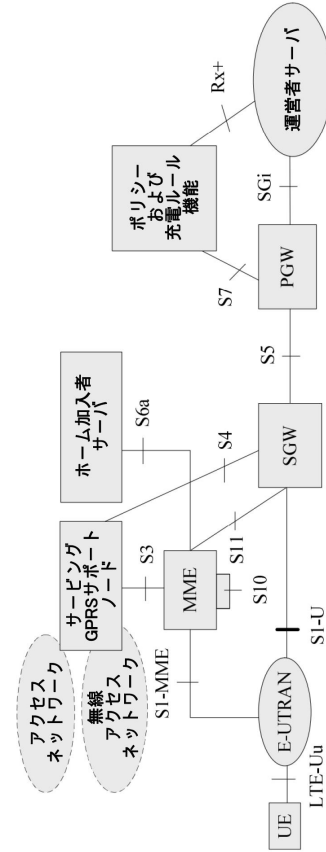 アクセス
ネットワーク
無線
アクセス
ネットワーク
サービング
GPRSサポート
ノード
ホーム加入者
サーバ
ポリシー
および
充電ルール
機能
Rx+
S3
S6a
S4
S7
S1-MME
MME
S10
S11
UE
LTE-Uu
E-UTRAN
S1-U
SGW
S5
PGW
SGi
運営者サーバ